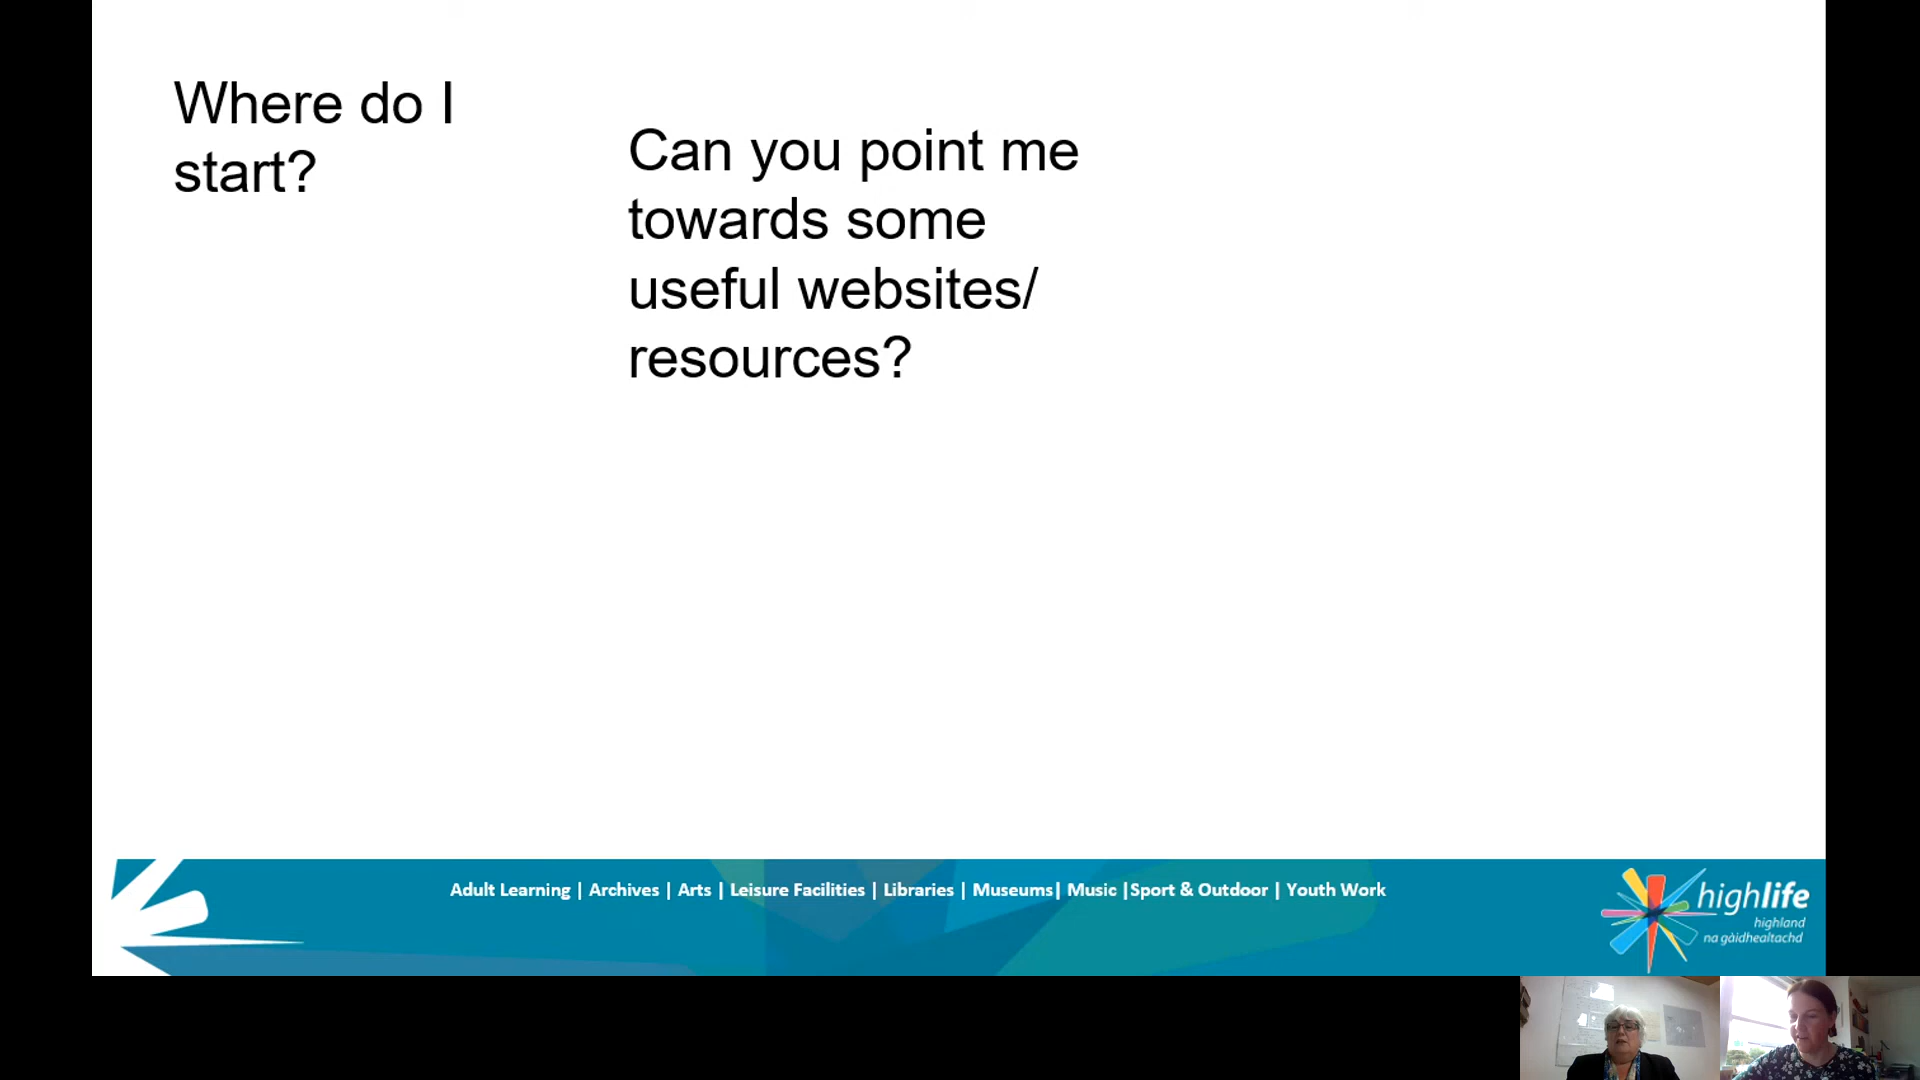 Where do I
start?
Can you point me
towards some
useful websites/
resources?
Adult Learning | Archives | Arts | Leisure Facilities | Libraries | Museums| Music |Sport & Outdoor | Youth Work
highlife
highland
na gàidhealtachd